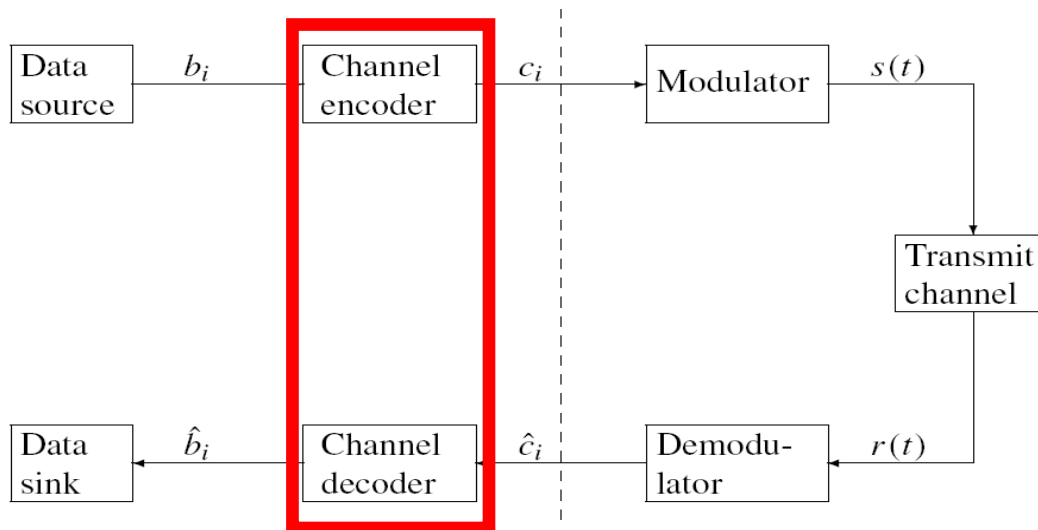 Data
source
b_i
Channel
encoder
c_i
Modulator
s(t)
Transmit
channel
Data
sink
b̂_i
Channel
decoder
ĉ_i
Demodu-
lator
r(t)